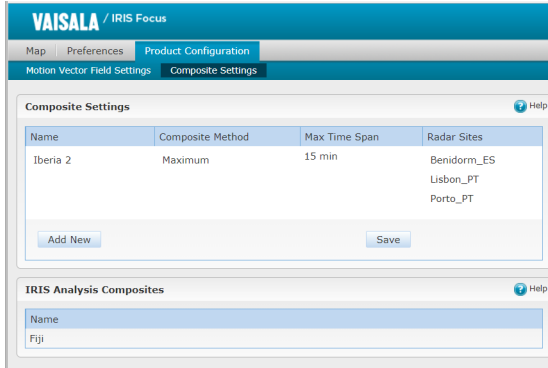 VAISALA / IRIS Focus
Map Preferences Product Configuration
Motion Vector Field Settings Composite Settings
Composite Settings ? Help
Name Composite Method Max Time Span Radar Sites
Iberia 2 Maximum 15 min Benidorm_ES
Lisbon_PT
Porto_PT
Add New Save
IRIS Analysis Composites ? Help
Name
Fiji